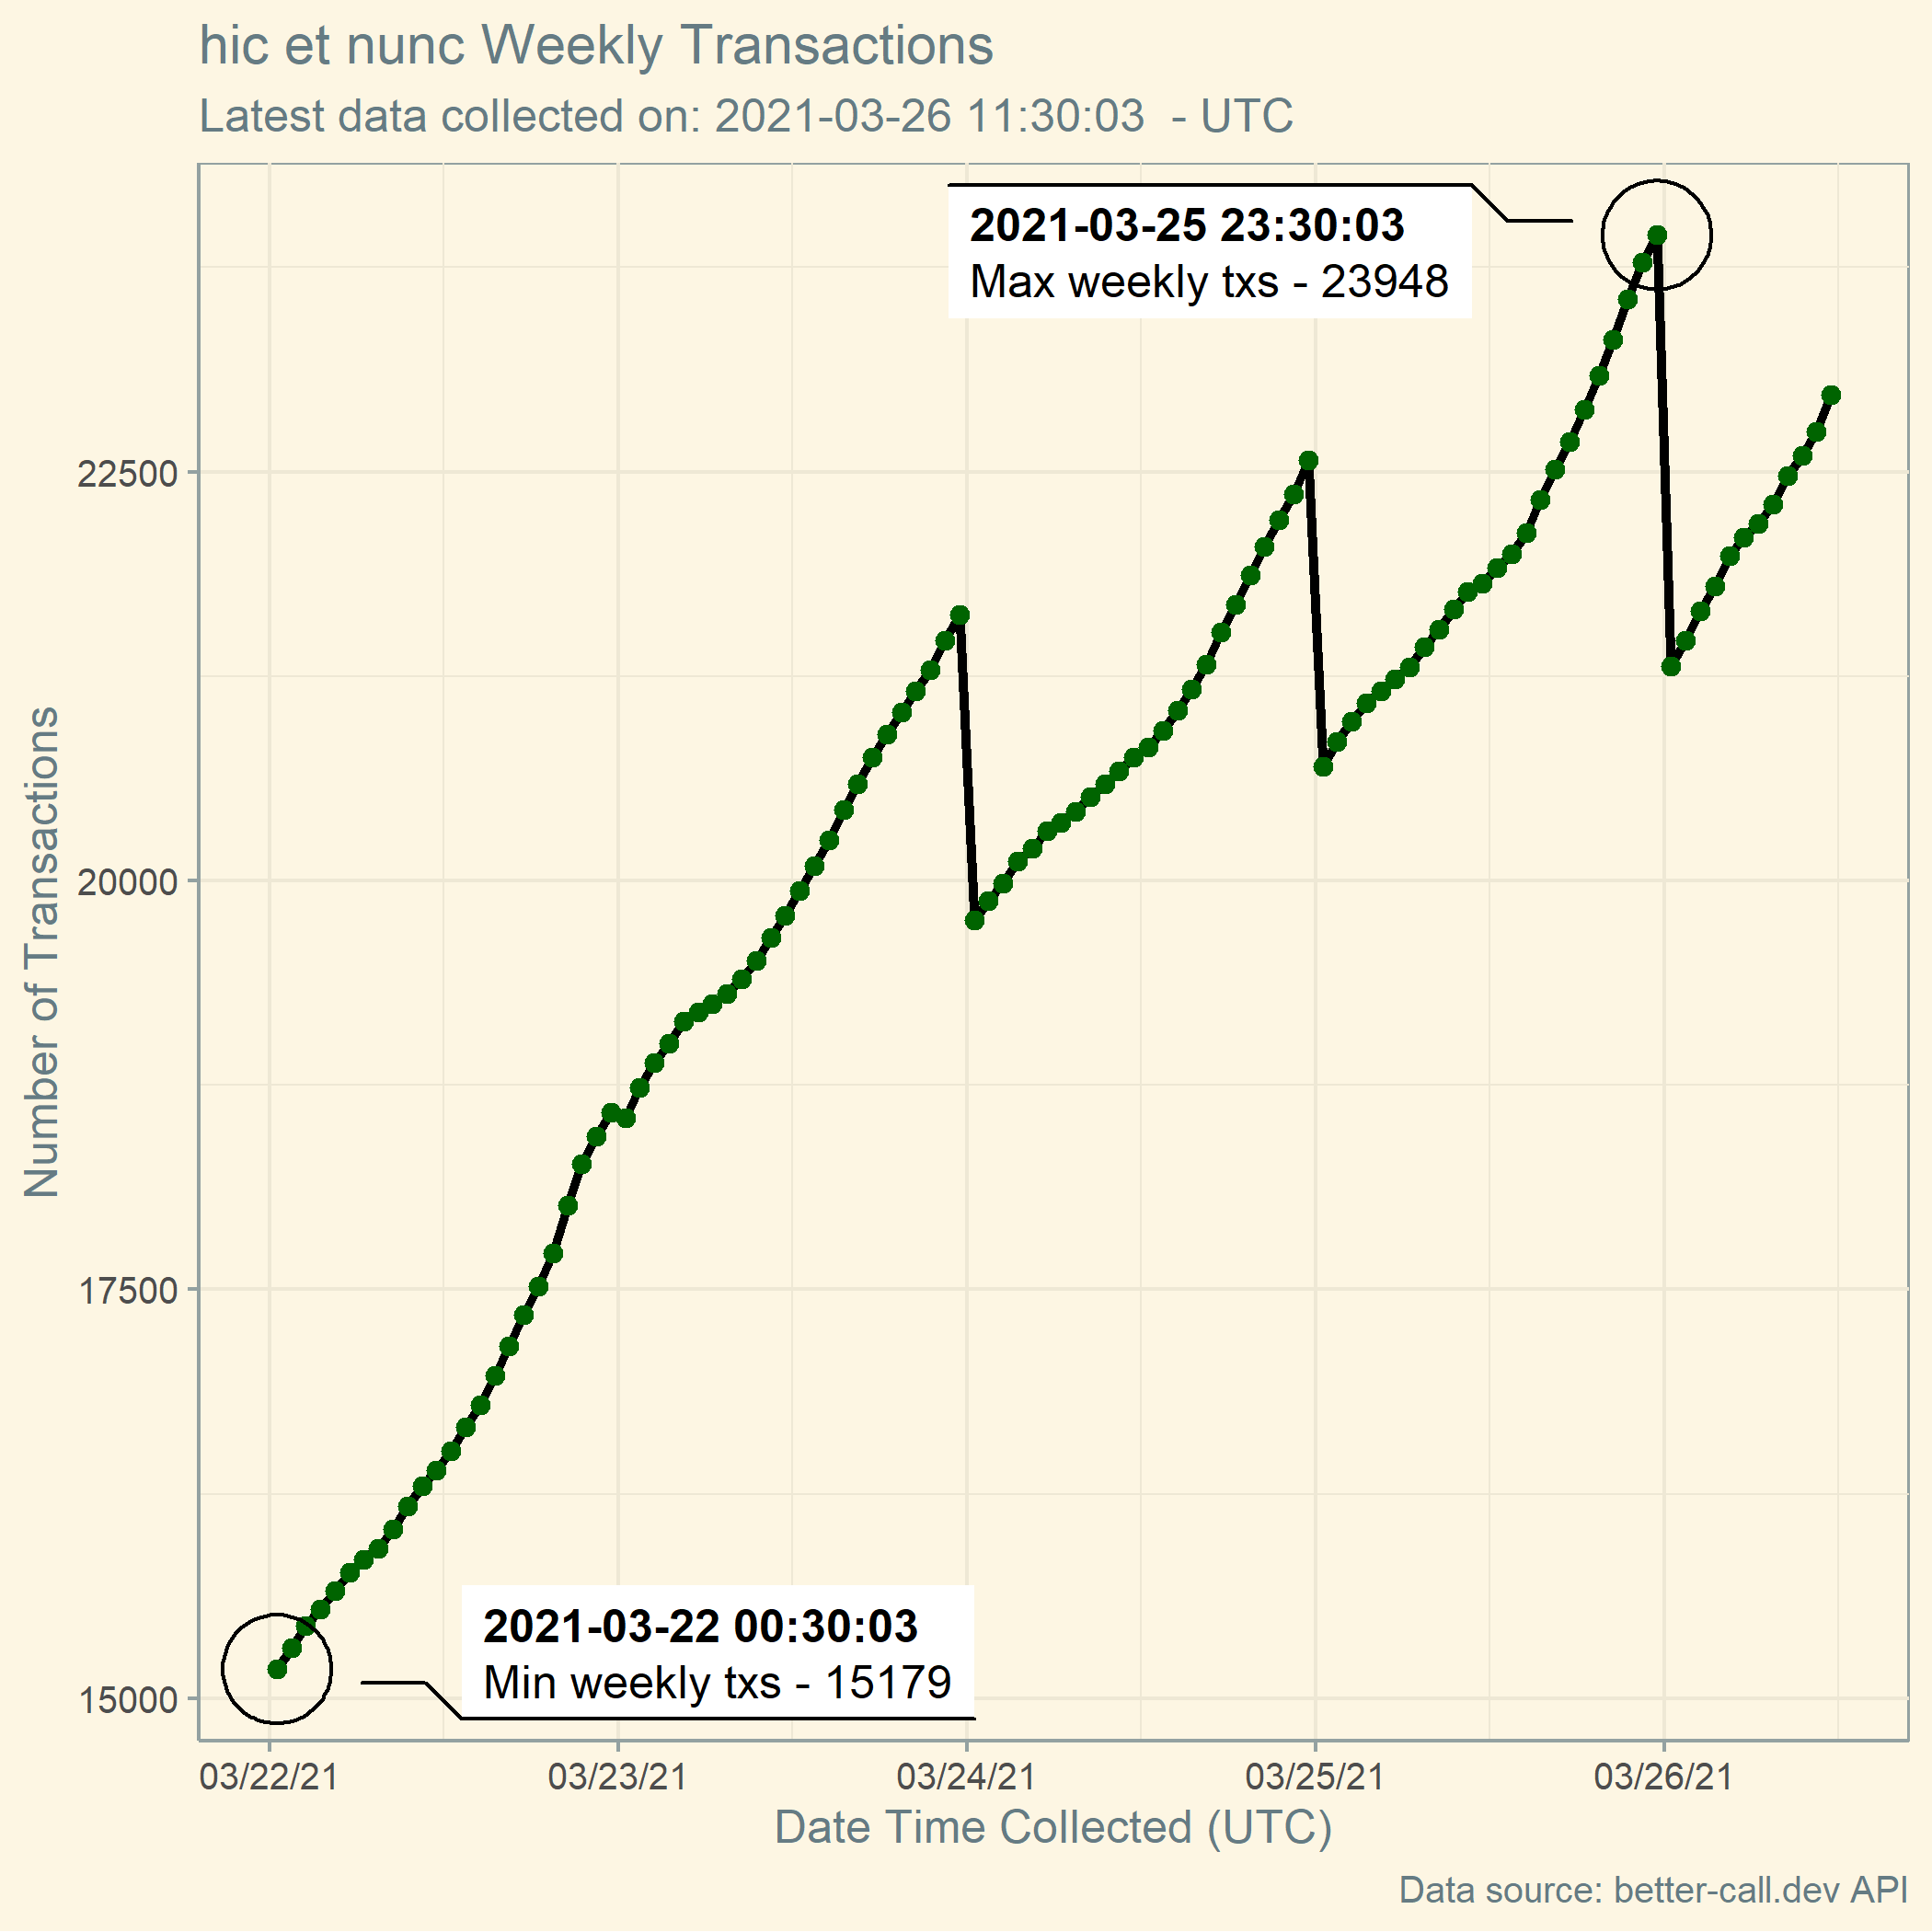 hic et nunc Weekly Transactions
Latest data collected on: 2021-03-26 11:30:03  - UTC
2021-03-25 23:30:03
Max weekly txs - 23948
22500
20000
17500
15000
Number of Transactions
2021-03-22 00:30:03
Min weekly txs - 15179
03/22/21 03/23/21 03/24/21 03/25/21 03/26/21
Date Time Collected (UTC)
Data source: better-call.dev API